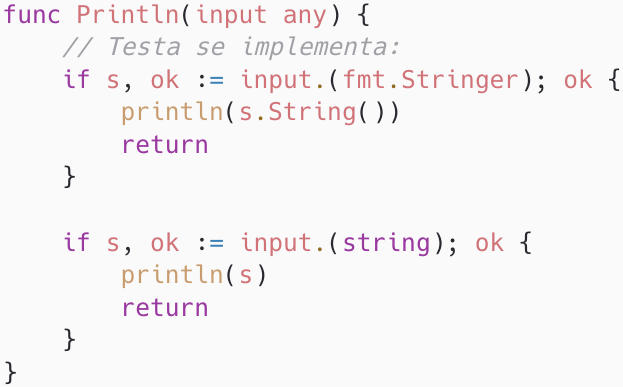 func Println(input any) {
    // Testa se implementa:
    if s, ok := input.(fmt.Stringer); ok {
        println(s.String())
        return
    }

    if s, ok := input.(string); ok {
        println(s)
        return
    }
}